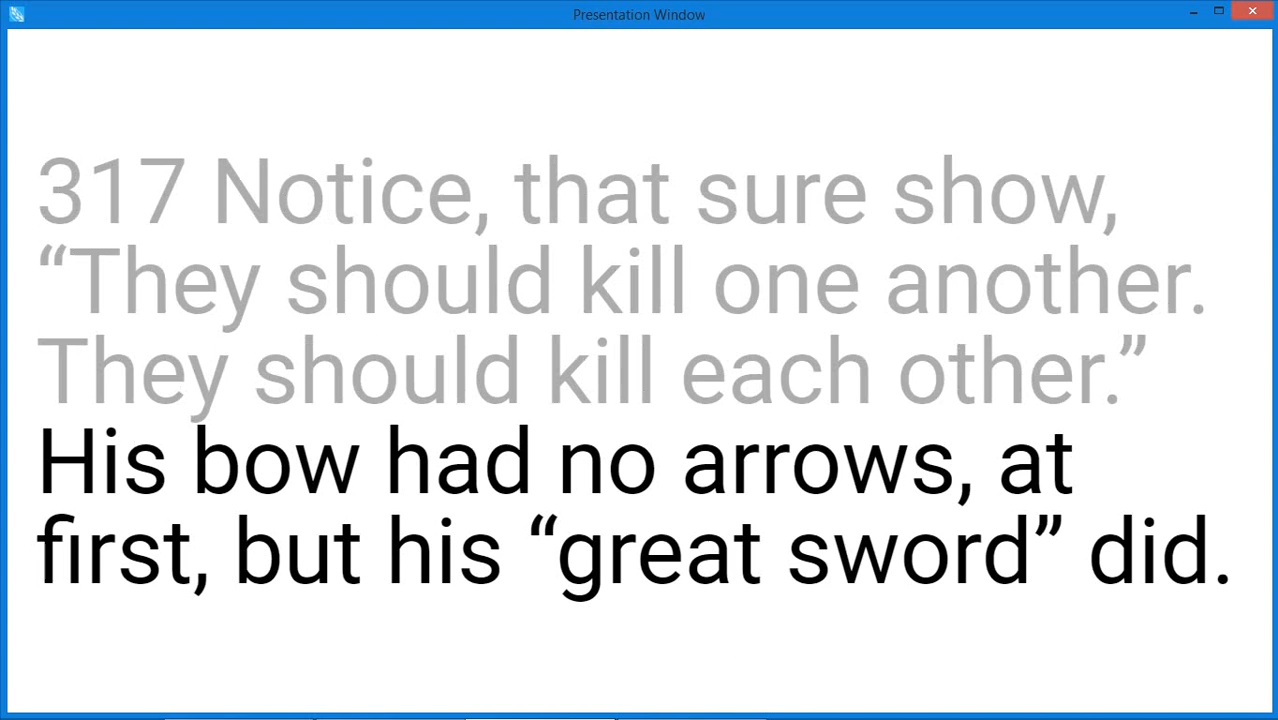 Presentation Window
317 Notice, that sure show,
“They should kill one another.
They should kill each other.”
His bow had no arrows, at
first, but his “great sword” did.